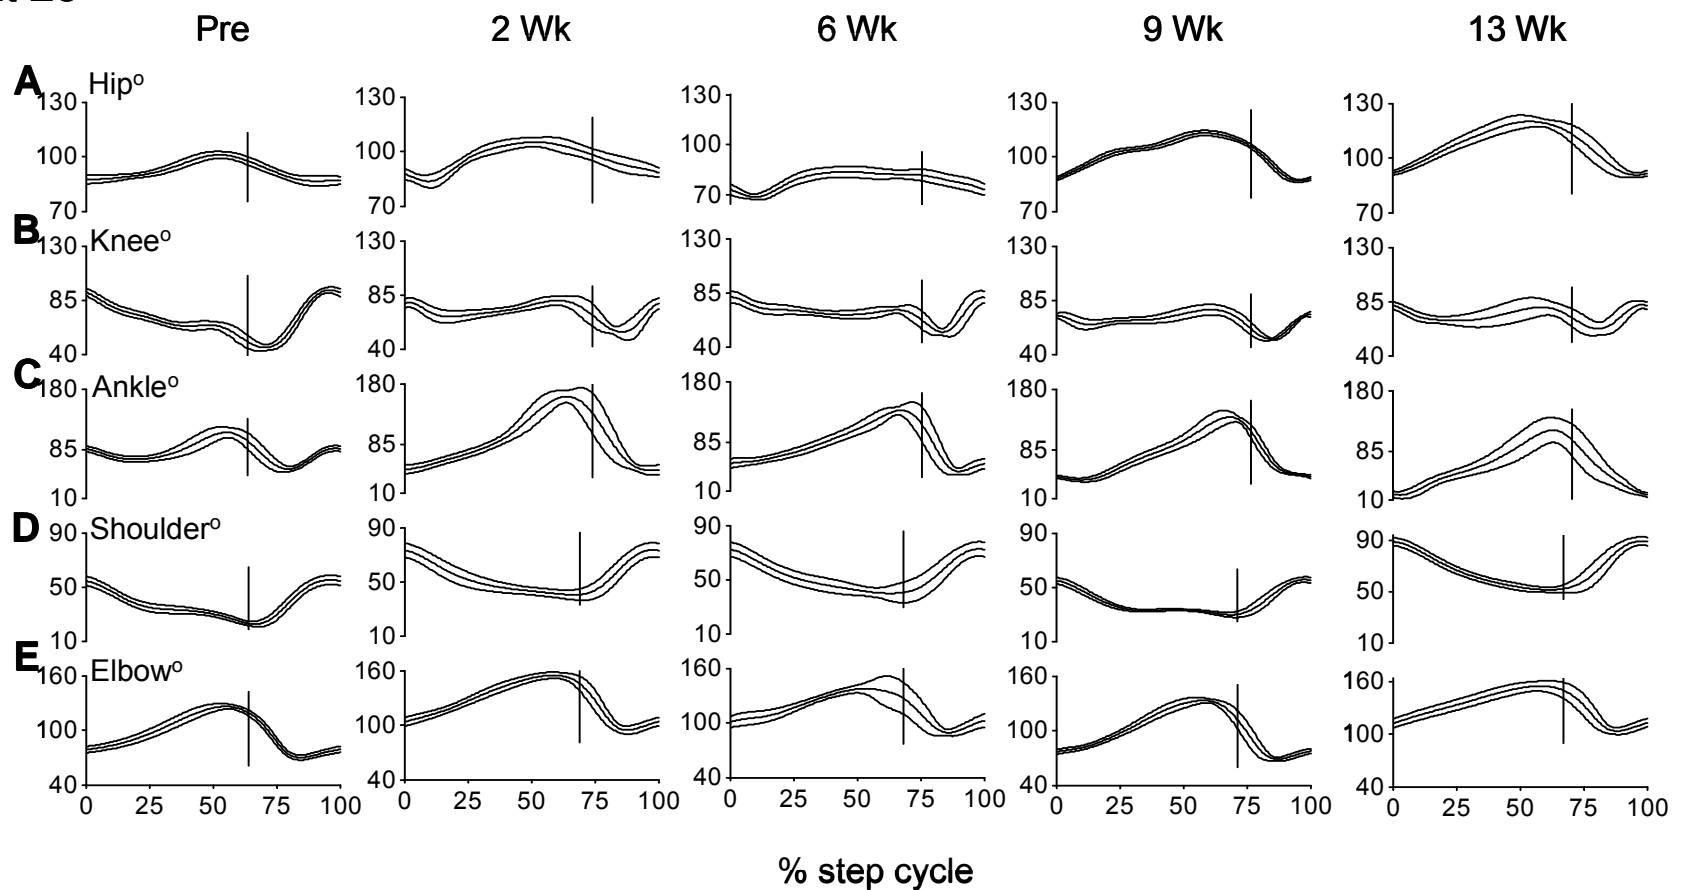 Pre 2 Wk 6 Wk 9 Wk 13 Wk
A Hipº
130 130 130 130 130
100 100 100 100 100
70 70 70 70 70
B Kneeº
130 130 130 130 130
85 85 85 85 85
40 40 40 40 40
C Ankleº
180 180 180 180 180
85 85 85 85 85
10 10 10 10 10
D Shoulderº
90 90 90 90 90
50 50 50 50 50
10 10 10 10 10
E Elbowº
160 160 160 160 160
100 100 100 100 100
40 40 40 40 40
0 25 50 75 100 0 25 50 75 100 0 25 50 75 100 0 25 50 75 100 0 25 50 75 100
% step cycle